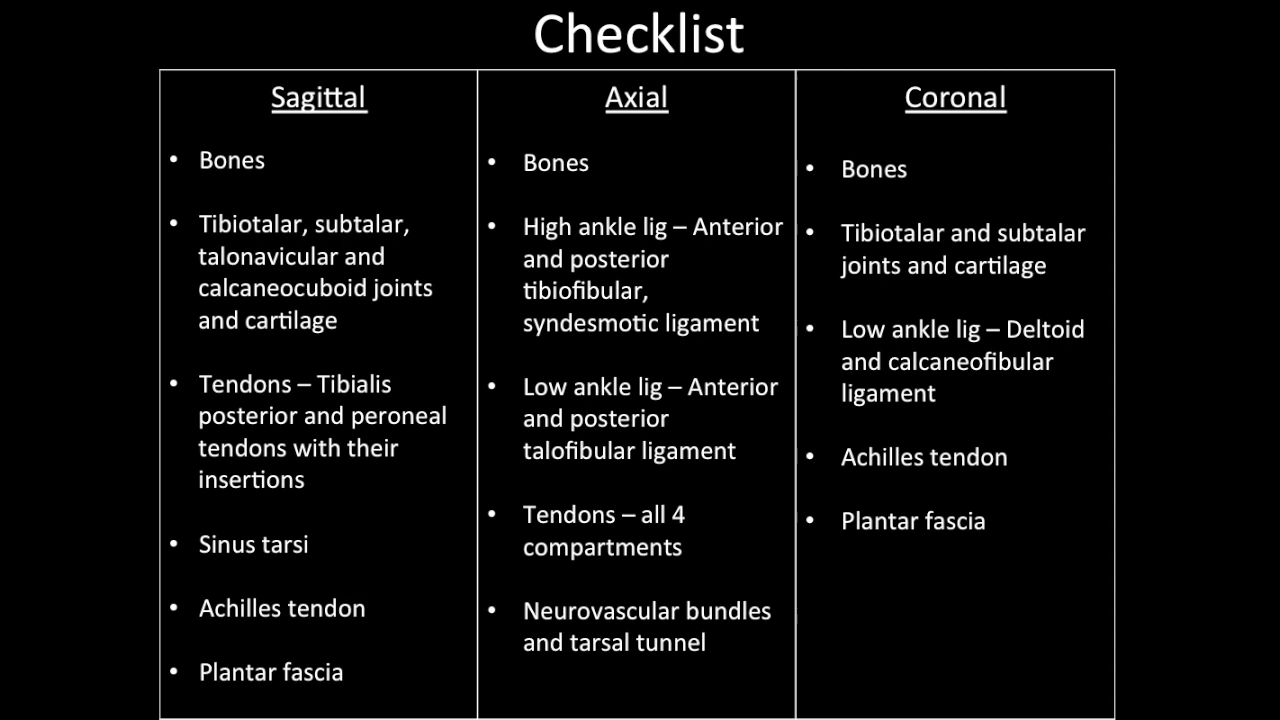 Checklist
Sagittal
• Bones
• Tibiotalar, subtalar,
talonavicular and
calcaneocuboid joints
and cartilage
• Tendons – Tibialis
posterior and peroneal
tendons with their
insertions
• Sinus tarsi
• Achilles tendon
• Plantar fascia
Axial
• Bones
• High ankle lig – Anterior
and posterior
tibiofibular,
syndesmotic ligament
• Low ankle lig – Anterior
and posterior
talofibular ligament
• Tendons – all 4
compartments
• Neurovascular bundles
and tarsal tunnel
Coronal
• Bones
• Tibiotalar and subtalar
joints and cartilage
• Low ankle lig – Deltoid
and calcaneofibular
ligament
• Achilles tendon
• Plantar fascia